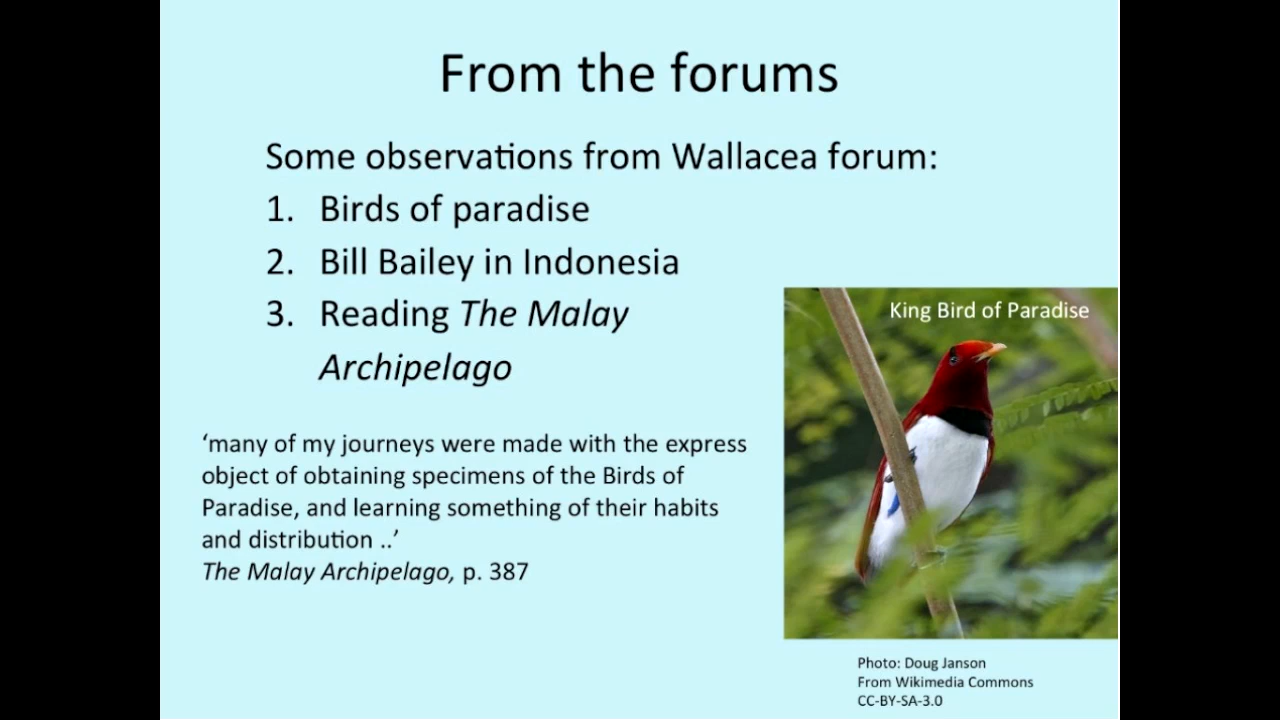 From the forums
Some observations from Wallacea forum:
1. Birds of paradise
2. Bill Bailey in Indonesia
3. Reading The Malay
Archipelago
King Bird of Paradise
‘many of my journeys were made with the express
object of obtaining specimens of the Birds of
Paradise, and learning something of their habits
and distribution ..’
The Malay Archipelago, p. 387
Photo: Doug Janson
From Wikimedia Commons
CC-BY-SA-3.0